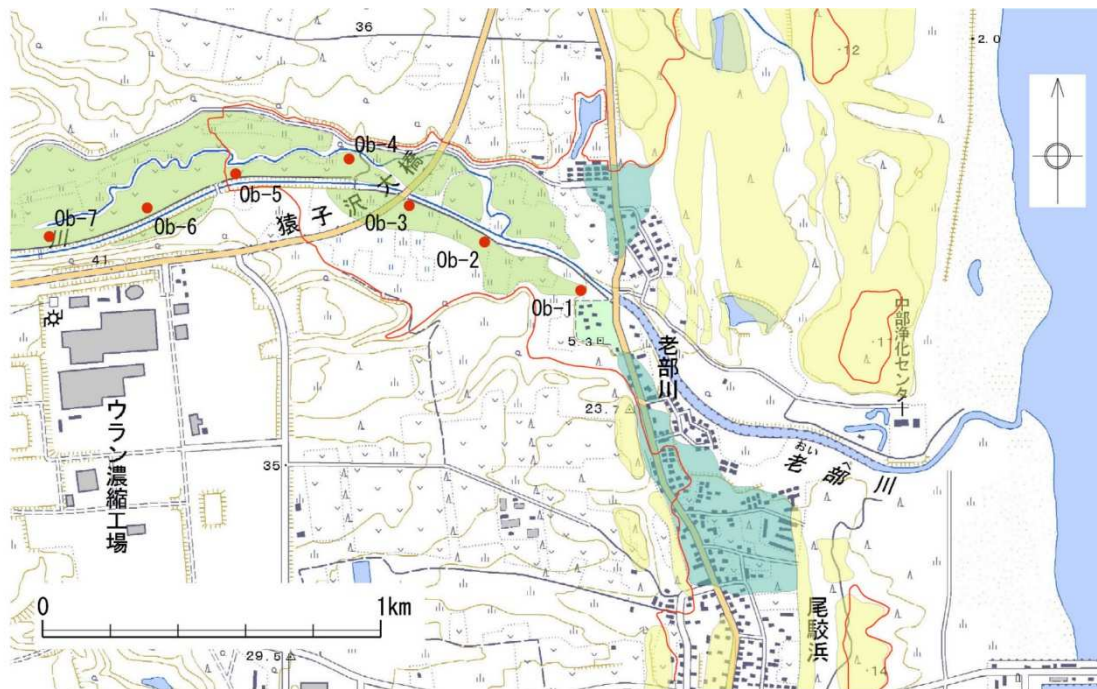 36
12
2.0
Ob-4
Ob-5
猿子沢大橋
Ob-3
Ob-6
Ob-7
川
Ob-2
41
Ob-1
5.3
老部川
中部浄化センター
11
ウラン濃縮工場
23.7
おいべ
老部川
35
0
1km
尾駮浜
29.5
14